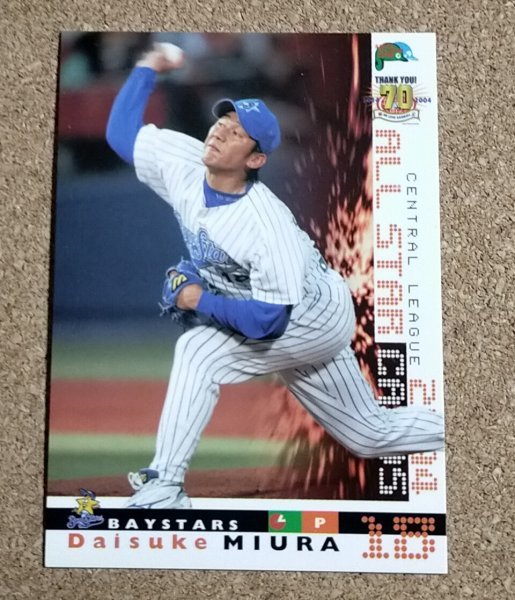 THANK YOU!
70
2004
ALL STAR CARDS
CENTRAL LEAGUE
2004
BAYSTARS
P
Daisuke MIURA
18